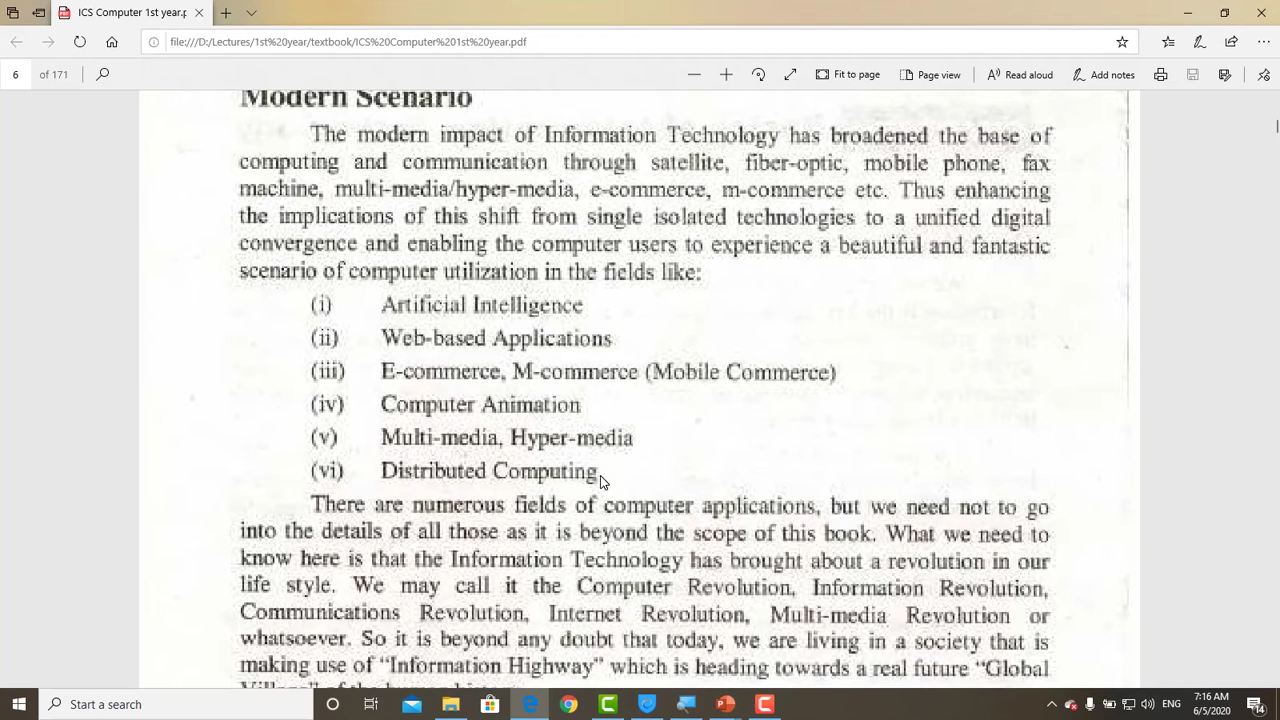 ICS Computer 1st year.p
file:///D:/Lectures/1st%20year/textbook/ICS%20Computer%201st%20year.pdf
6 of 171 Fit to page Page view Read aloud Add notes
Modern Scenario
The modern impact of Information Technology has broadened the base of
computing and communication through satellite, fiber-optic, mobile phone, fax
machine, multi-media/hyper-media, e-commerce, m-commerce etc. Thus enhancing
the implications of this shift from single isolated technologies to a unified digital
convergence and enabling the computer users to experience a beautiful and fantastic
scenario of computer utilization in the fields like:
(i) Artificial Intelligence
(ii) Web-based Applications
(iii) E-commerce, M-commerce (Mobile Commerce)
(iv) Computer Animation
(v) Multi-media, Hyper-media
(vi) Distributed Computing
There are numerous fields of computer applications, but we need not to go
into the details of all those as it is beyond the scope of this book. What we need to
know here is that the Information Technology has brought about a revolution in our
life style. We may call it the Computer Revolution, Information Revolution,
Communications Revolution, Internet Revolution, Multi-media Revolution or
whatsoever. So it is beyond any doubt that today, we are living in a society that is
making use of “Information Highway” which is heading towards a real future “Global
Start a search
ENG
7:16 AM
6/5/2020
14